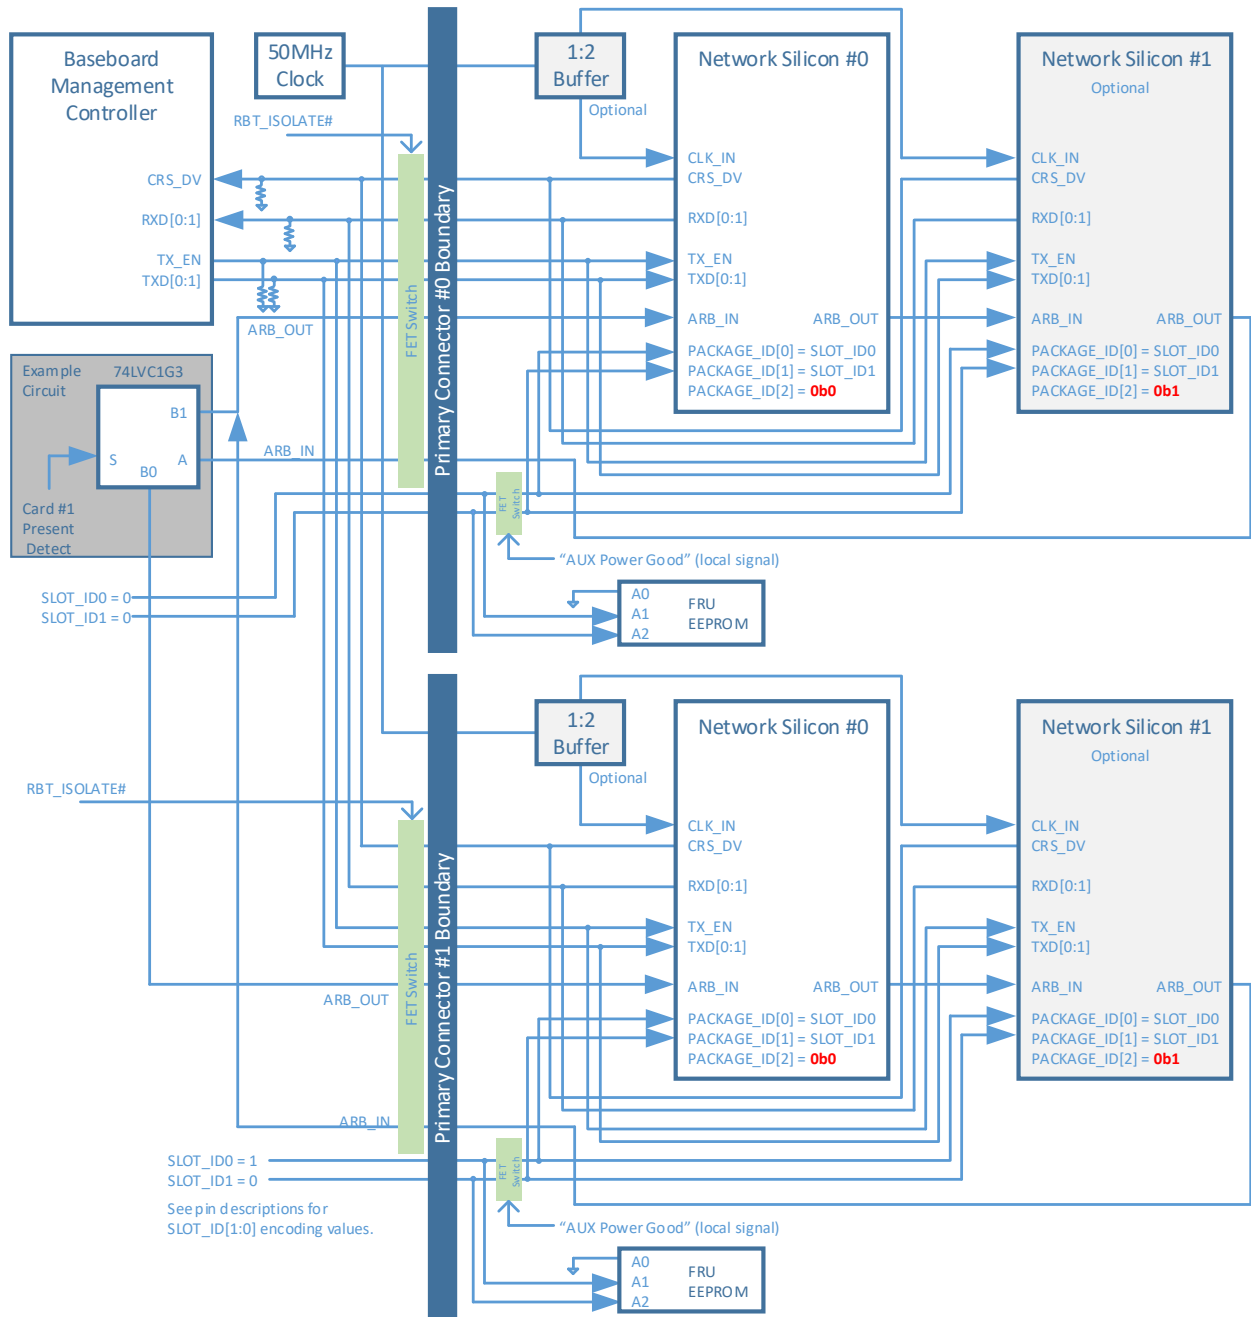 Baseboard
Management
Controller
CRS_DV
RXD[0:1]
TX_EN
TXD[0:1]
50MHz
Clock
RBT_ISOLATE#
FET Switch
Primary Connector #0 Boundary
1:2
Buffer
Optional
Network Silicon #0
CLK_IN
CRS_DV
RXD[0:1]
TX_EN
TXD[0:1]
ARB_IN ARB_OUT
PACKAGE_ID[0] = SLOT_ID0
PACKAGE_ID[1] = SLOT_ID1
PACKAGE_ID[2] = 0b0
Network Silicon #1
Optional
CLK_IN
CRS_DV
RXD[0:1]
TX_EN
TXD[0:1]
ARB_IN ARB_OUT
PACKAGE_ID[0] = SLOT_ID0
PACKAGE_ID[1] = SLOT_ID1
PACKAGE_ID[2] = 0b1
ARB_OUT
Example
Circuit
74LVC1G3
B1
S A
B0
ARB_IN
Card #1
Present
Detect
FET
Switch
"AUX Power Good" (local signal)
SLOT_ID0 = 0
SLOT_ID1 = 0
A0
A1
A2
FRU
EEPROM
1:2
Buffer
Optional
RBT_ISOLATE#
FET Switch
Primary Connector #1 Boundary
Network Silicon #0
CLK_IN
CRS_DV
RXD[0:1]
TX_EN
TXD[0:1]
ARB_IN ARB_OUT
PACKAGE_ID[0] = SLOT_ID0
PACKAGE_ID[1] = SLOT_ID1
PACKAGE_ID[2] = 0b0
Network Silicon #1
Optional
CLK_IN
CRS_DV
RXD[0:1]
TX_EN
TXD[0:1]
ARB_IN ARB_OUT
PACKAGE_ID[0] = SLOT_ID0
PACKAGE_ID[1] = SLOT_ID1
PACKAGE_ID[2] = 0b1
ARB_OUT
ARB_IN
SLOT_ID0 = 1
SLOT_ID1 = 0
See pin descriptions for
SLOT_ID[1:0] encoding values.
FET
Switch
"AUX Power Good" (local signal)
A0
A1
A2
FRU
EEPROM